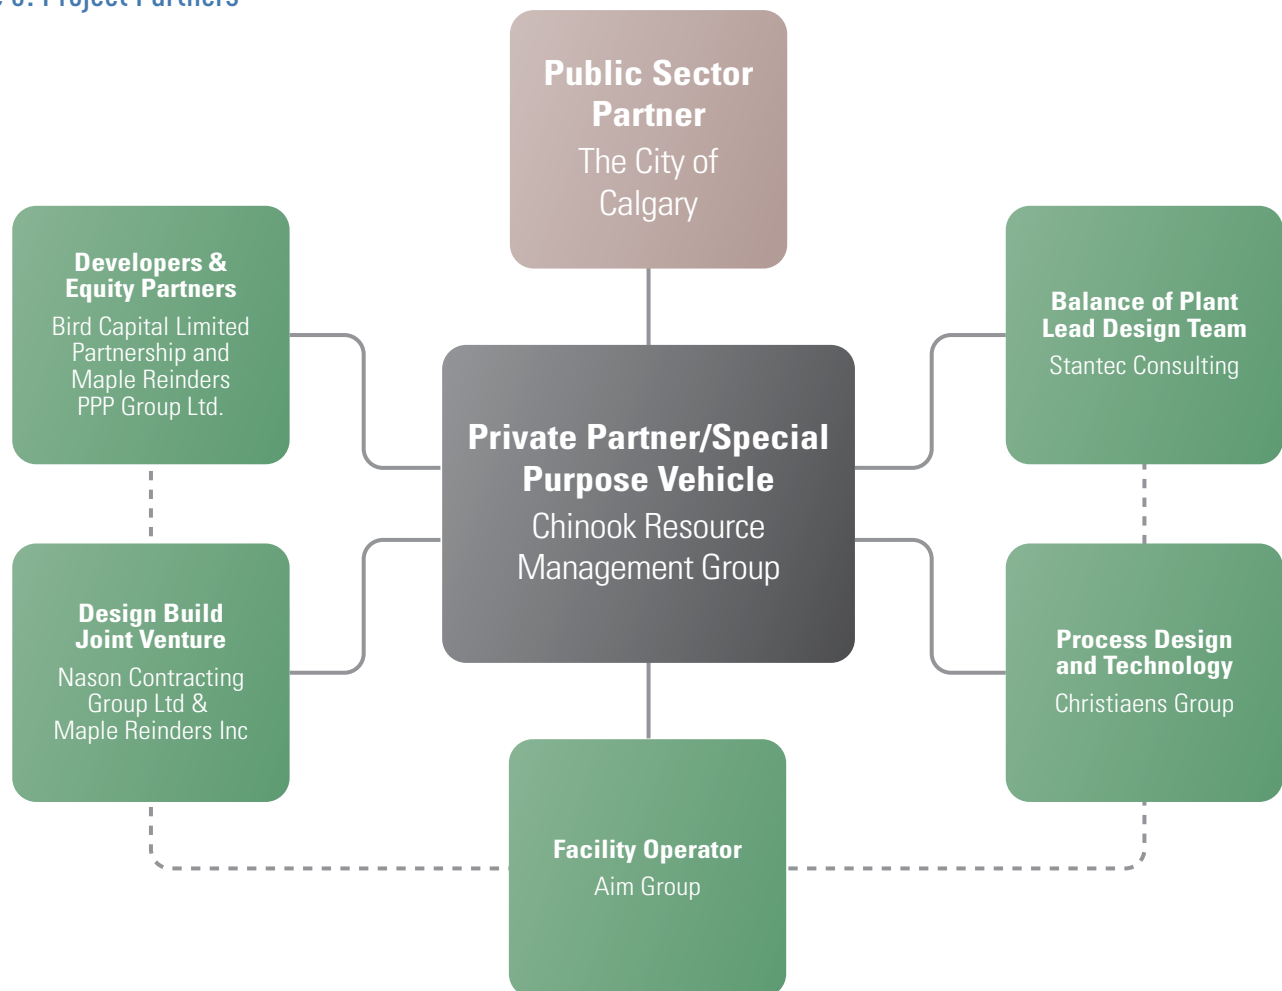 Project Partners
Public Sector
Partner
The City of
Calgary
Developers &
Equity Partners
Bird Capital Limited
Partnership and
Maple Reinders
PPP Group Ltd.
Balance of Plant
Lead Design Team
Stantec Consulting
Private Partner/Special
Purpose Vehicle
Chinook Resource
Management Group
Design Build
Joint Venture
Nason Contracting
Group Ltd &
Maple Reinders Inc
Process Design
and Technology
Christiaens Group
Facility Operator
Aim Group